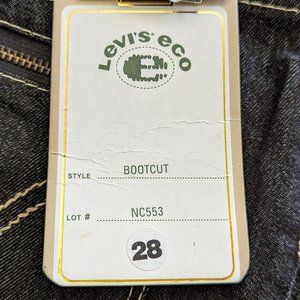 Levi's® eco
STYLE BOOTCUT
LOT # NC553
28